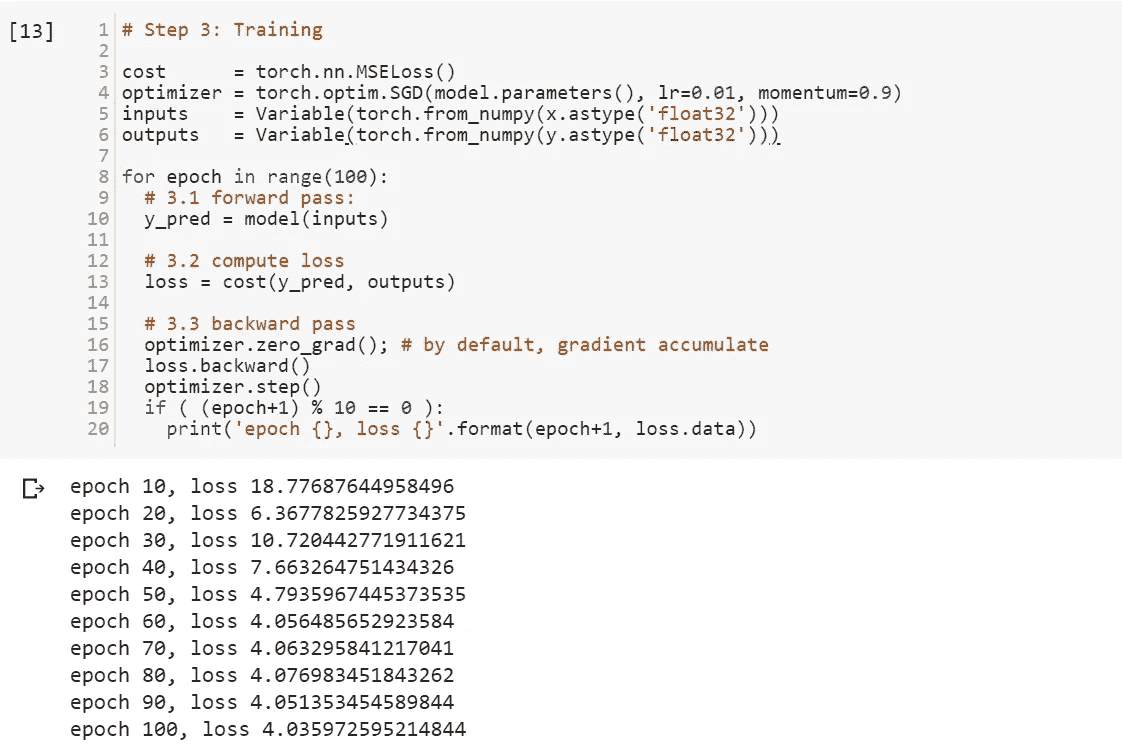 [13]
1 # Step 3: Training
2
3 cost      = torch.nn.MSELoss()
4 optimizer = torch.optim.SGD(model.parameters(), lr=0.01, momentum=0.9)
5 inputs    = Variable(torch.from_numpy(x.astype('float32')))
6 outputs   = Variable(torch.from_numpy(y.astype('float32')))
7
8 for epoch in range(100):
9   # 3.1 forward pass:
10   y_pred = model(inputs)
11
12   # 3.2 compute loss
13   loss = cost(y_pred, outputs)
14
15   # 3.3 backward pass
16   optimizer.zero_grad(); # by default, gradient accumulate
17   loss.backward()
18   optimizer.step()
19   if ( (epoch+1) % 10 == 0 ):
20     print('epoch {}, loss {}'.format(epoch+1, loss.data))
epoch 10, loss 18.77687644958496
epoch 20, loss 6.3677825927734375
epoch 30, loss 10.720442771911621
epoch 40, loss 7.663264751434326
epoch 50, loss 4.7935967445373535
epoch 60, loss 4.056485652923584
epoch 70, loss 4.063295841217041
epoch 80, loss 4.076983451843262
epoch 90, loss 4.051353454589844
epoch 100, loss 4.035972595214844